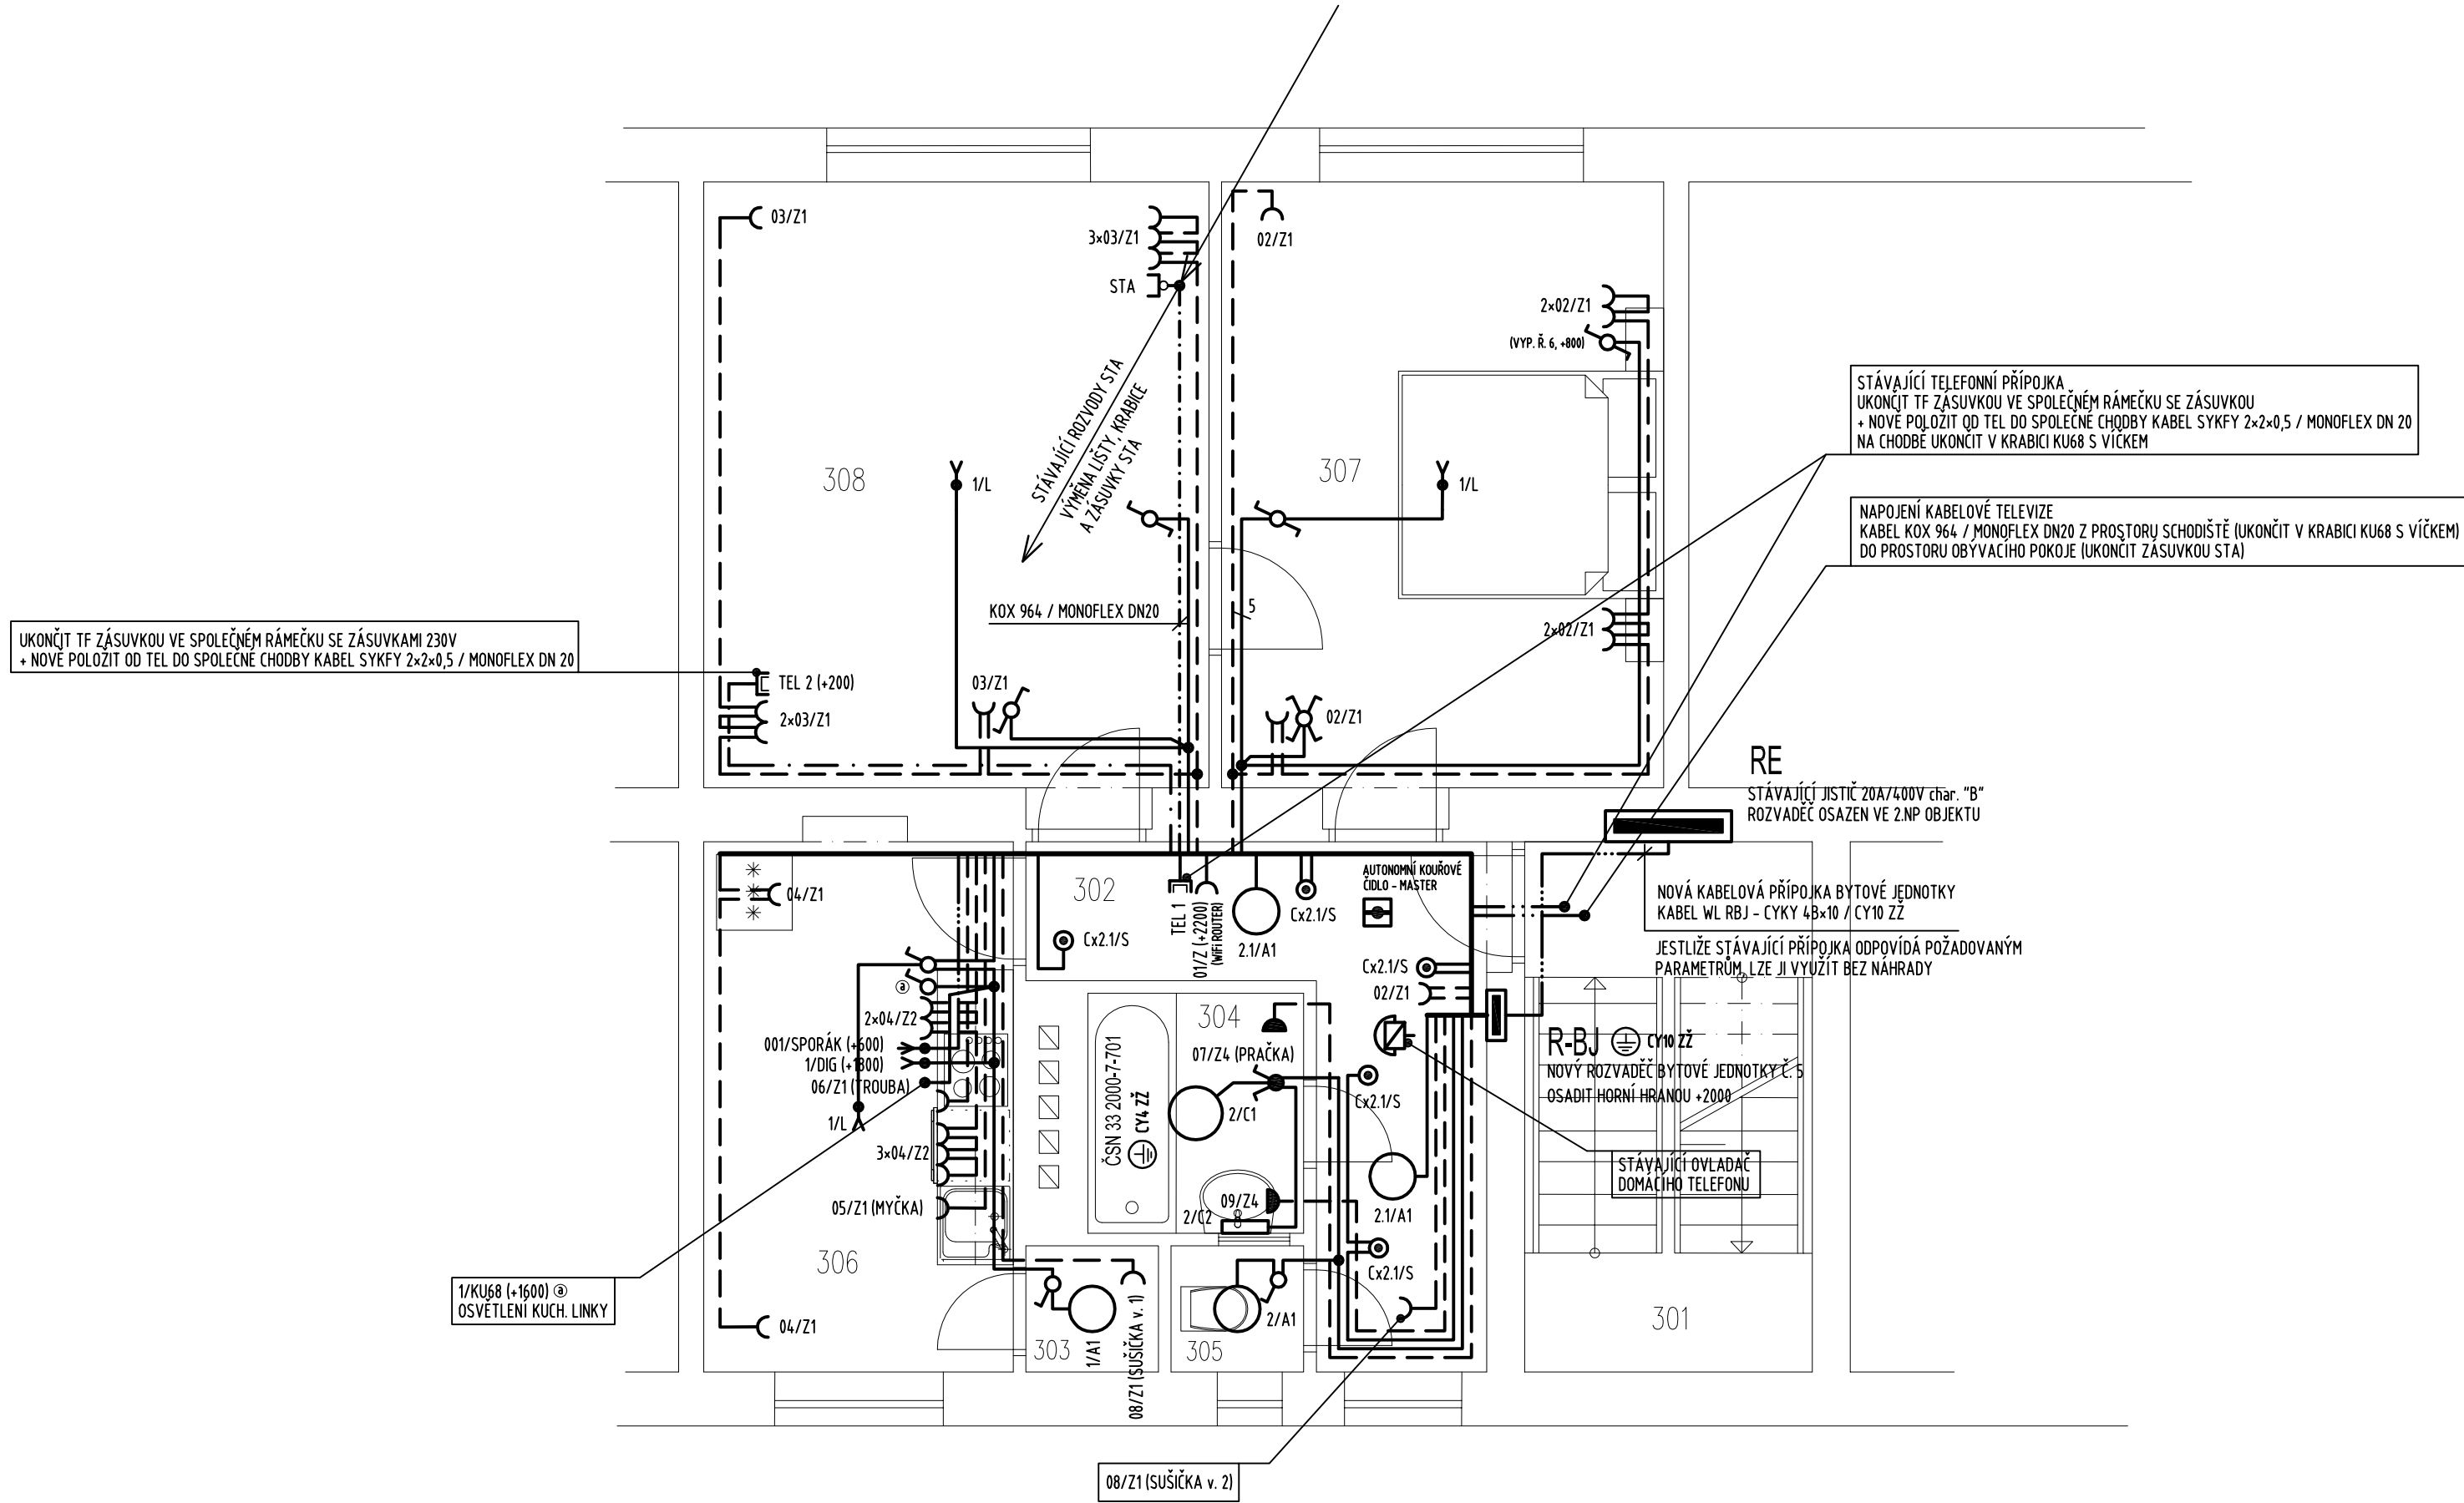 03/Z1
3×03/Z1
STA
02/Z1
2×02/Z1
(VYP. Ř. 6, +800)
STÁVAJÍCÍ TELEFONNÍ PŘÍPOJKA
UKONČIT TF ZÁSUVKOU VE SPOLEČNÉM RÁMEČKU SE ZÁSUVKOU
+ NOVĚ POLOŽIT OD TEL DO SPOLEČNÉ CHODBY KABEL SYKFY 2×2×0,5 / MONOFLEX DN 20
NA CHODBĚ UKONČIT V KRABICI KU68 S VÍČKEM
STÁVAJÍCÍ ROZVODY STA
VÝMĚNA LIŠTY, KRABICE
A ZÁSUVKY STA
308
1/L
307
1/L
NAPOJENÍ KABELOVÉ TELEVIZE
KABEL KOX 964 / MONOFLEX DN20 Z PROSTORU SCHODIŠTĚ (UKONČIT V KRABICI KU68 S VÍČKEM)
DO PROSTORU OBÝVACÍHO POKOJE (UKONČIT ZÁSUVKOU STA)
KOX 964 / MONOFLEX DN20
5
2×02/Z1
UKONČIT TF ZÁSUVKOU VE SPOLEČNÉM RÁMEČKU SE ZÁSUVKAMI 230V
+ NOVĚ POLOŽIT OD TEL DO SPOLEČNÉ CHODBY KABEL SYKFY 2×2×0,5 / MONOFLEX DN 20
TEL 2 (+200)
2×03/Z1
03/Z1
02/Z1
RE
STÁVAJÍCÍ JISTIČ 20A/400V char. "B"
ROZVADĚČ OSAZEN VE 2.NP OBJEKTU
04/Z1
302
TEL 1
01/Z (+2200)
(WiFi ROUTER)
2.1/A1
Cx2.1/S
AUTONOMNÍ KOUŘOVÉ
ČIDLO - MASTER
NOVÁ KABELOVÁ PŘÍPOJKA BYTOVÉ JEDNOTKY
KABEL WL RBJ - CYKY 4B×10 / CY10 ZŽ
JESTLIŽE STÁVAJÍCÍ PŘÍPOJKA ODPOVÍDÁ POŽADOVANÝM
PARAMETRŮM, LZE JI VYUŽÍT BEZ NÁHRADY
Cx2.1/S
Cx2.1/S
02/Z1
ⓐ
2×04/Z2
001/SPORÁK (+600)
1/DIG (+1800)
06/Z1 (TROUBA)
1/L
3×04/Z2
05/Z1 (MYČKA)
306
304
07/Z4 (PRAČKA)
ČSN 33 2000-7-701
CY4 ZŽ
2/C1
09/Z4
2/C2
Cx2.1/S
2.1/A1
Cx2.1/S
R-BJ
CY10 ZŽ
NOVÝ ROZVADĚČ BYTOVÉ JEDNOTKY Č. 5
OSADIT HORNÍ HRANOU +2000
STÁVAJÍCÍ OVLADAČ
DOMÁCÍHO TELEFONU
1/KU68 (+1600) ⓐ
OSVĚTLENÍ KUCH. LINKY
04/Z1
303
1/A1
08/Z1 (SUŠIČKA v. 1)
305
2/A1
301
08/Z1 (SUŠIČKA v. 2)